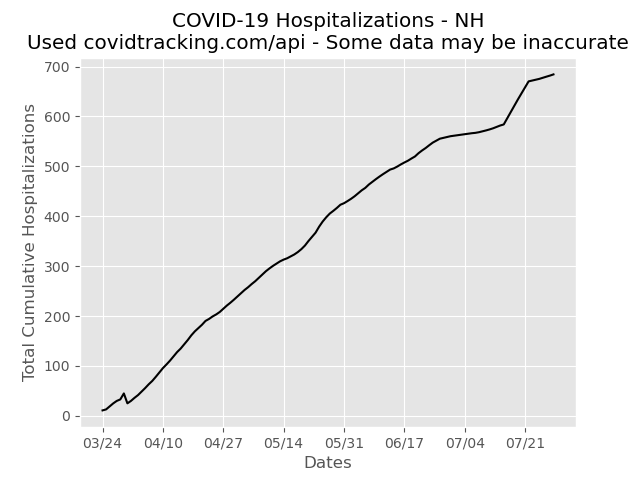 COVID-19 Hospitalizations - NH
Used covidtracking.com/api - Some data may be inaccurate
Total Cumulative Hospitalizations
700
600
500
400
300
200
100
0
03/24 04/10 04/27 05/14 05/31 06/17 07/04 07/21
Dates